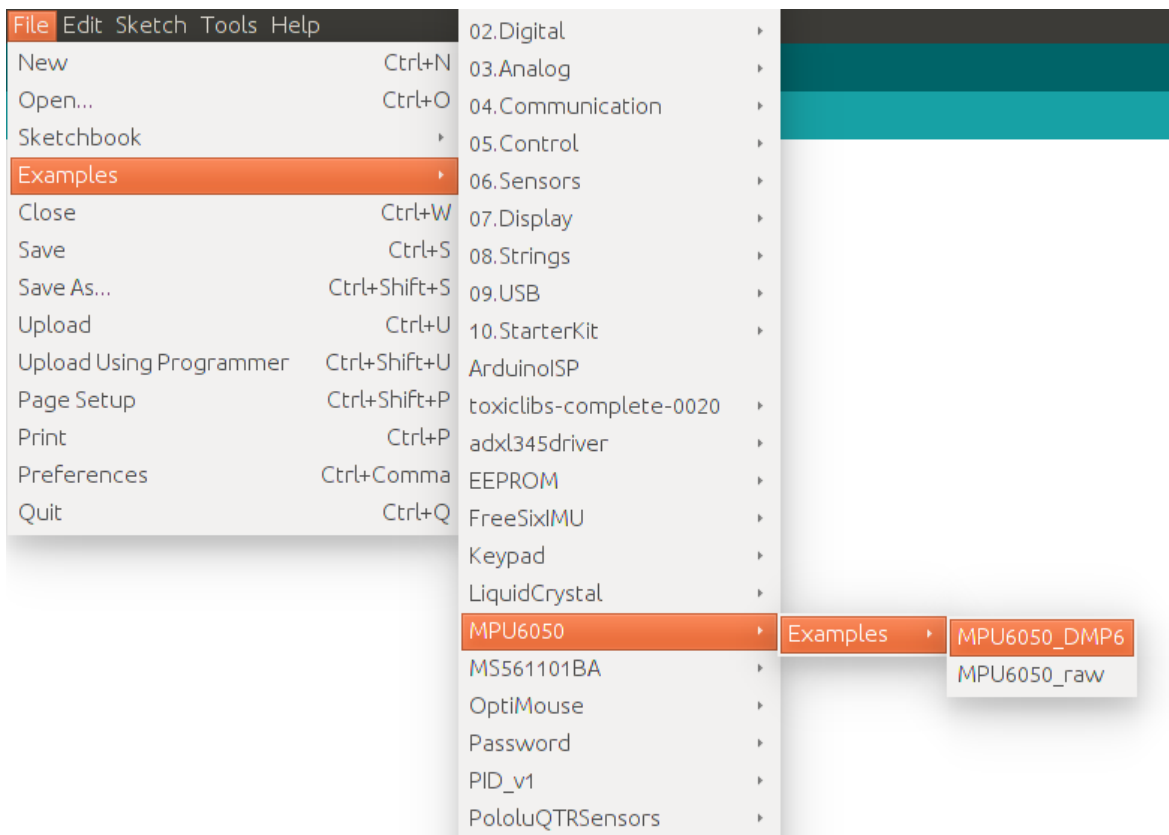 File Edit Sketch Tools Help
New Ctrl+N
Open... Ctrl+O
Sketchbook
Examples
Close Ctrl+W
Save Ctrl+S
Save As... Ctrl+Shift+S
Upload Ctrl+U
Upload Using Programmer Ctrl+Shift+U
Page Setup Ctrl+Shift+P
Print Ctrl+P
Preferences Ctrl+Comma
Quit Ctrl+Q
02.Digital
03.Analog
04.Communication
05.Control
06.Sensors
07.Display
08.Strings
09.USB
10.StarterKit
ArduinoISP
toxiclibs-complete-0020
adxl345driver
EEPROM
FreeSixIMU
Keypad
LiquidCrystal
MPU6050
MS561101BA
OptiMouse
Password
PID_v1
PololuQTRSensors
Examples
MPU6050_DMP6
MPU6050_raw